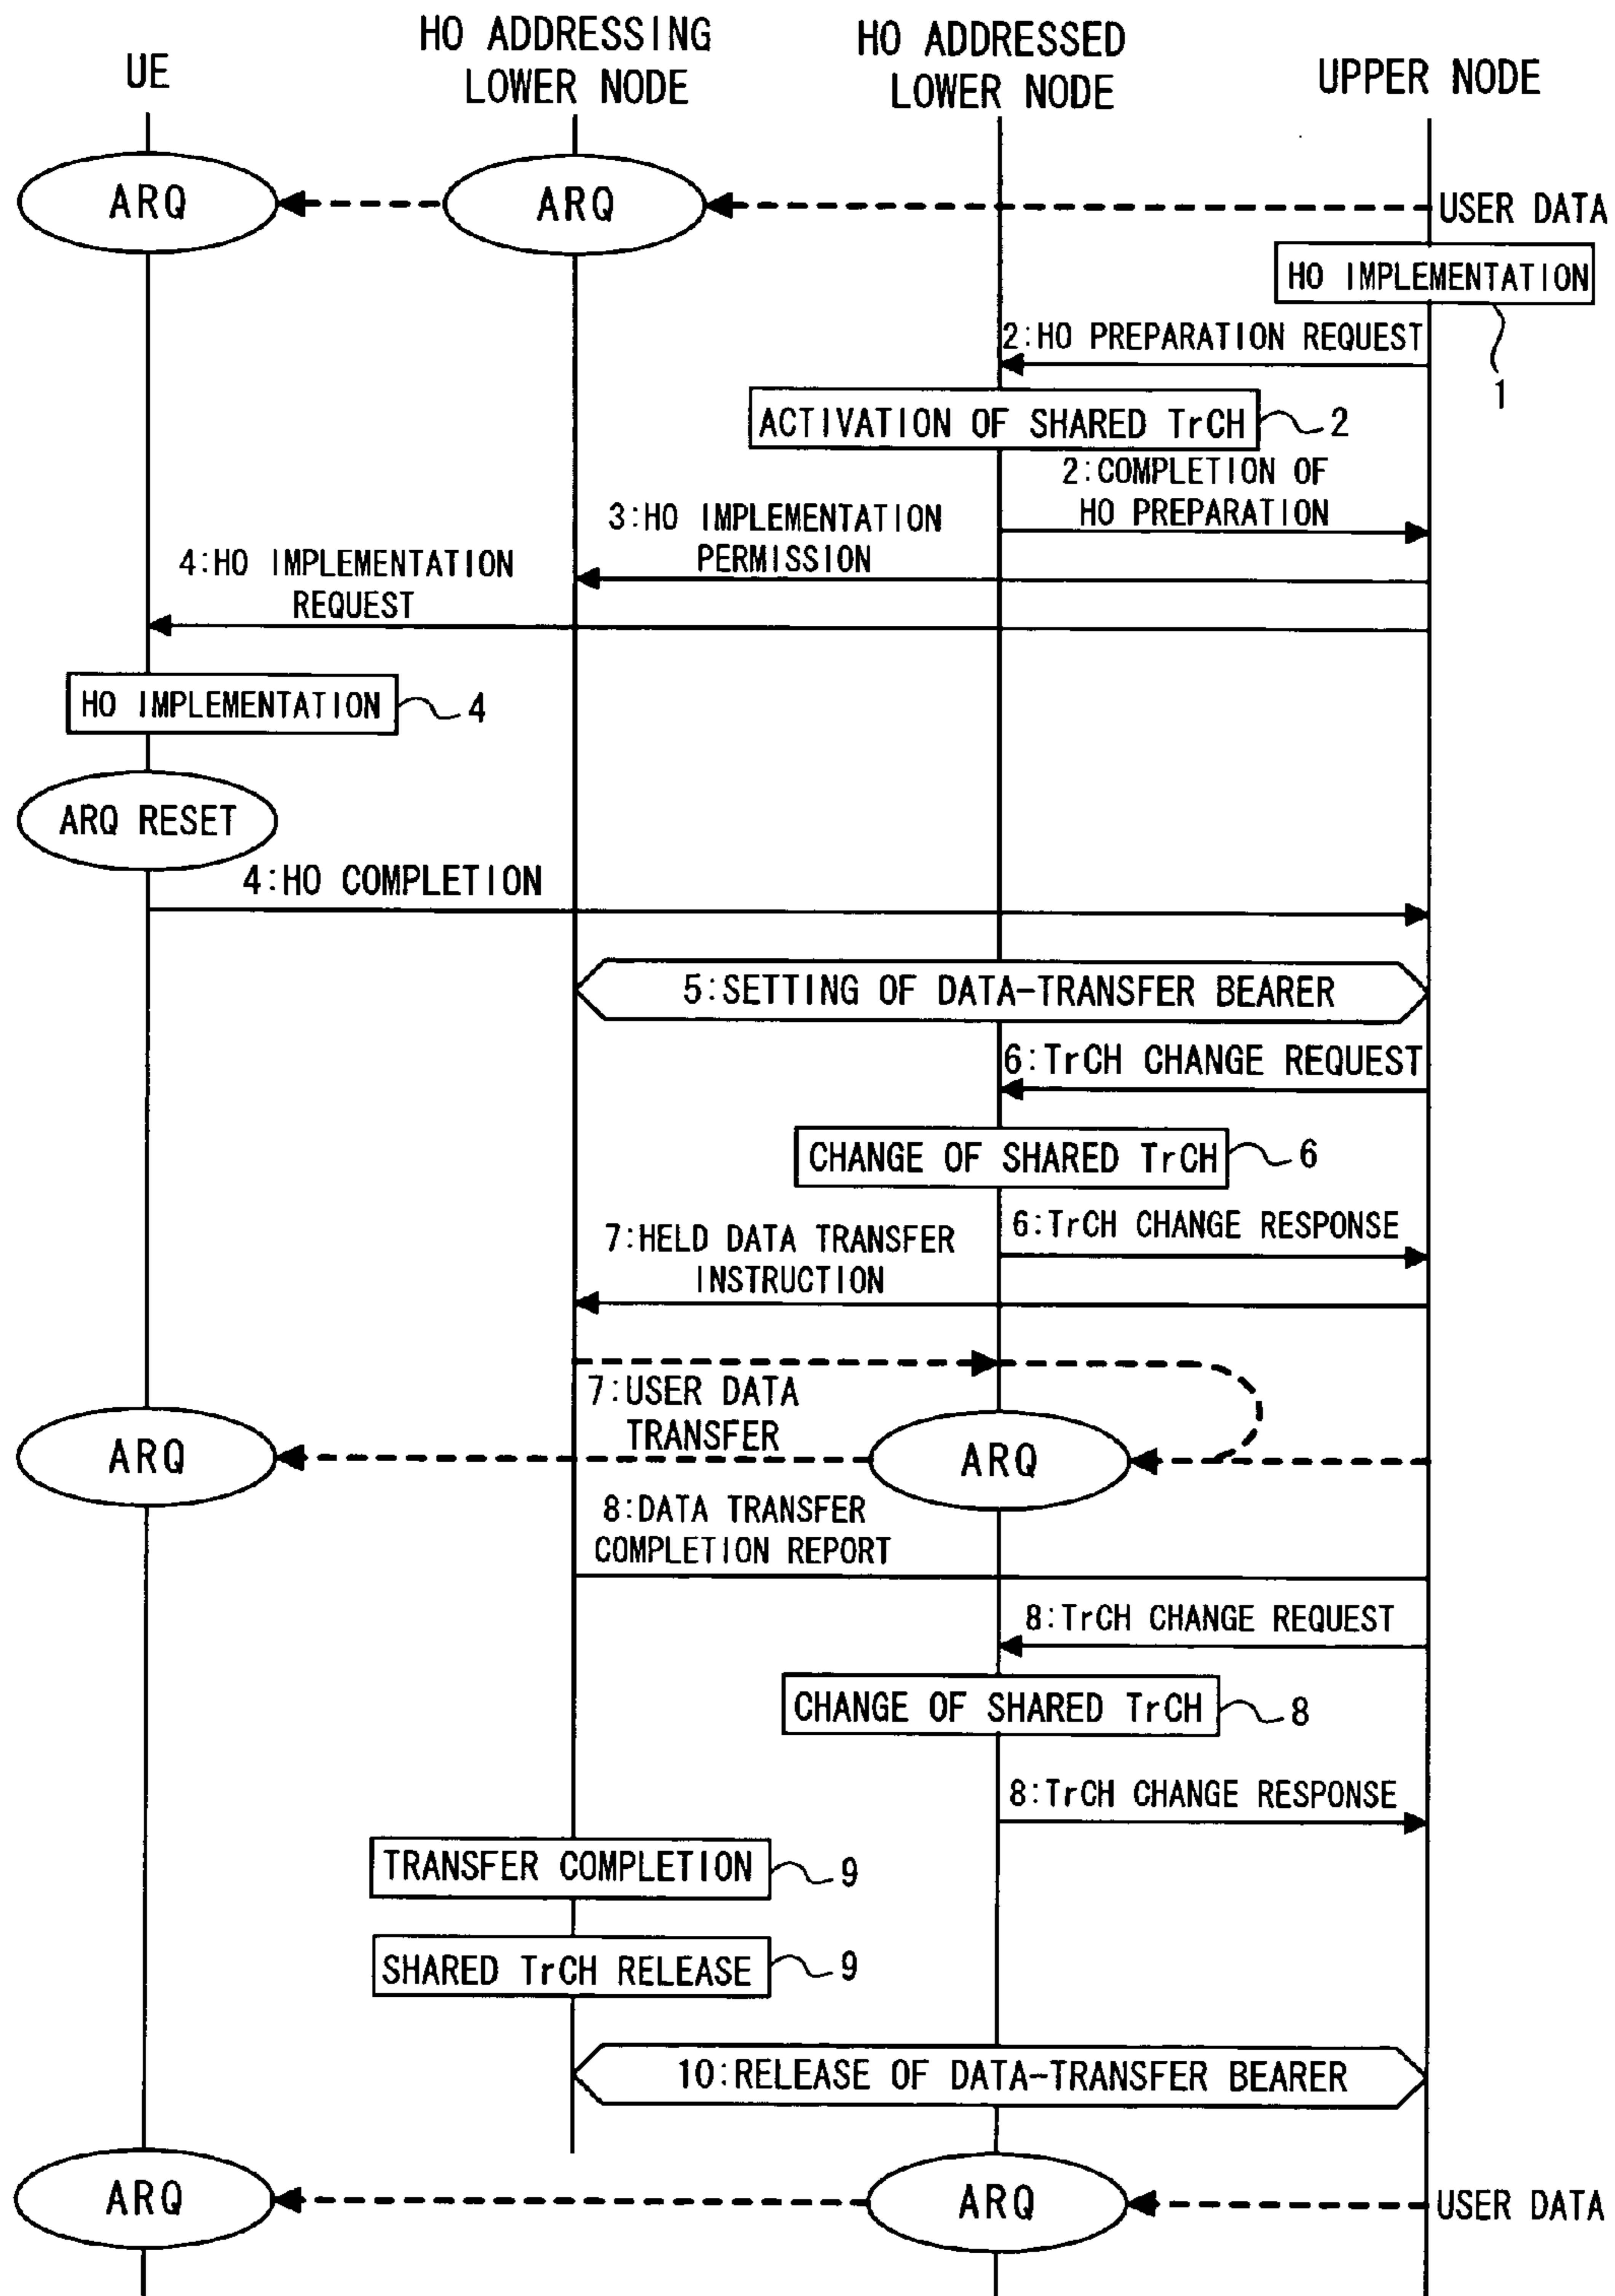 UE
HO ADDRESSING
LOWER NODE
HO ADDRESSED
LOWER NODE
UPPER NODE
ARQ
ARQ
USER DATA
HO IMPLEMENTATION
1
2:HO PREPARATION REQUEST
ACTIVATION OF SHARED TrCH
2
2:COMPLETION OF
HO PREPARATION
3:HO IMPLEMENTATION
PERMISSION
4:HO IMPLEMENTATION
REQUEST
HO IMPLEMENTATION
4
ARQ RESET
4:HO COMPLETION
5:SETTING OF DATA-TRANSFER BEARER
6:TrCH CHANGE REQUEST
CHANGE OF SHARED TrCH
6
6:TrCH CHANGE RESPONSE
7:HELD DATA TRANSFER
INSTRUCTION
7:USER DATA
TRANSFER
ARQ
ARQ
8:DATA TRANSFER
COMPLETION REPORT
8:TrCH CHANGE REQUEST
CHANGE OF SHARED TrCH
8
8:TrCH CHANGE RESPONSE
TRANSFER COMPLETION
9
SHARED TrCH RELEASE
9
10:RELEASE OF DATA-TRANSFER BEARER
ARQ
ARQ
USER DATA